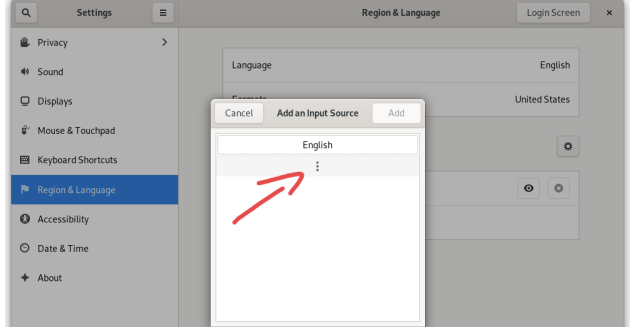 Settings
Region & Language
Login Screen
Privacy
Sound
Displays
Mouse & Touchpad
Keyboard Shortcuts
Region & Language
Accessibility
Date & Time
About
Language
English
Formats
United States
Cancel
Add an Input Source
Add
English